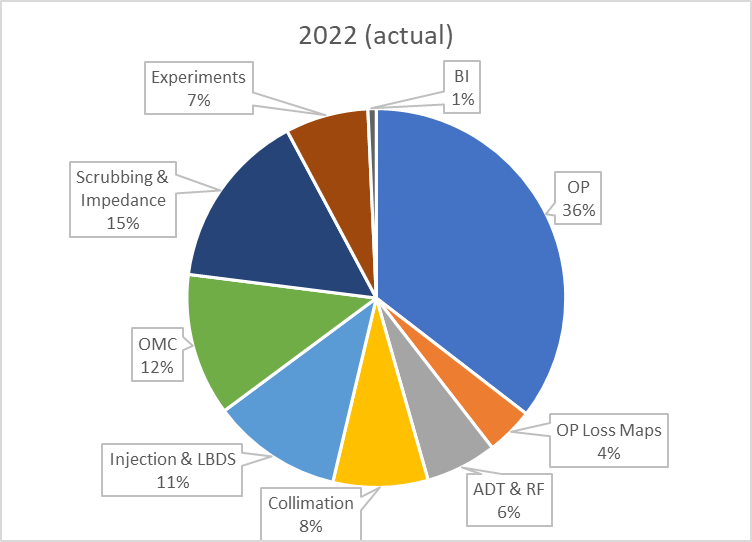 2022 (actual)
Experiments
7%
BI
1%
Scrubbing &
Impedance
15%
OP
36%
OMC
12%
OP Loss Maps
4%
Injection & LBDS
11%
ADT & RF
6%
Collimation
8%